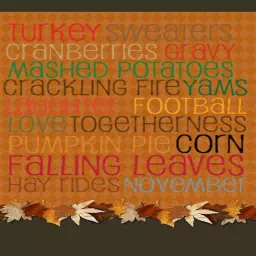 TURKEY SWEATERS
CRANBERRIES GRAVY
MASHED POTATOES
CRACKLING FIRE YAMS
LAUGHTER FOOTBALL
LOVE TOGETHERNESS
PUMPKIN PIE CORN
FALLING LEAVES
HAY RIDES NOVEMBER